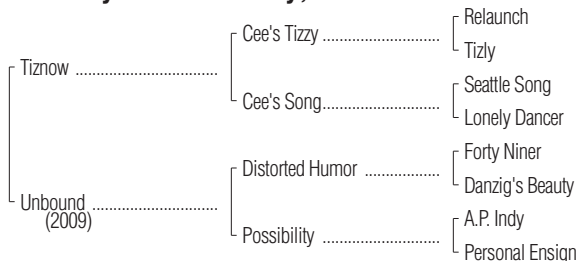 Relaunch
Cee's Tizzy ........................
Tizly
Tiznow ................................
Seattle Song
Cee's Song........................
Lonely Dancer
Forty Niner
Distorted Humor ................
Danzig's Beauty
Unbound ............................
(2009)
A.P. Indy
Possibility ........................
Personal Ensign